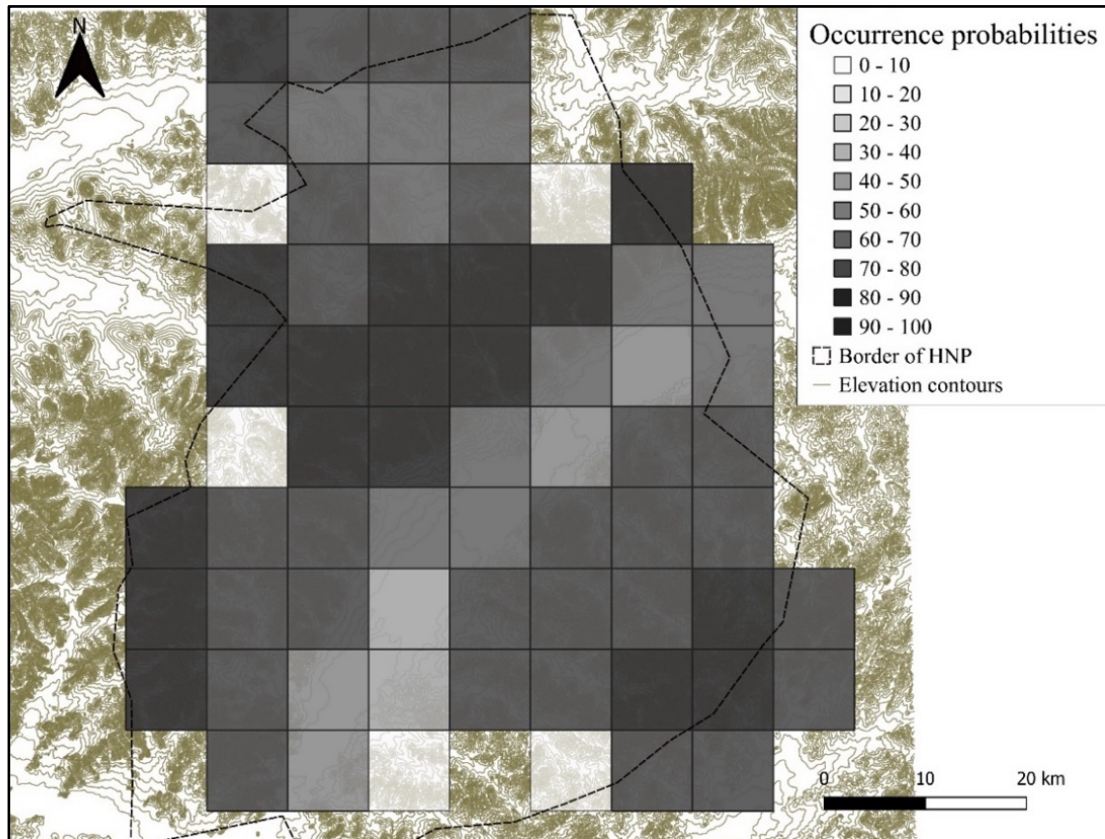 N
Occurrence probabilities
0 - 10
10 - 20
20 - 30
30 - 40
40 - 50
50 - 60
60 - 70
70 - 80
80 - 90
90 - 100
Border of HNP
Elevation contours
0 10 20 km